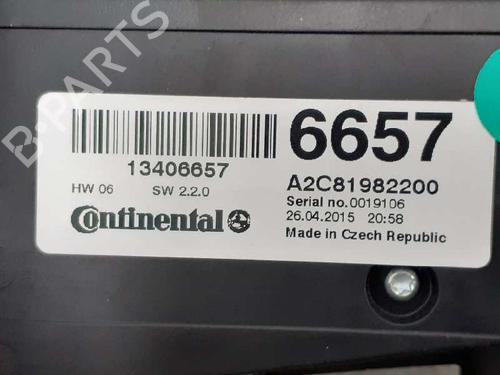 B-PARTS
6657
13406657
A2C81982200
HW 06 SW 2.2.0
Serial no.0019106
26.04.2015 20:58
Continental
Made in Czech Republic